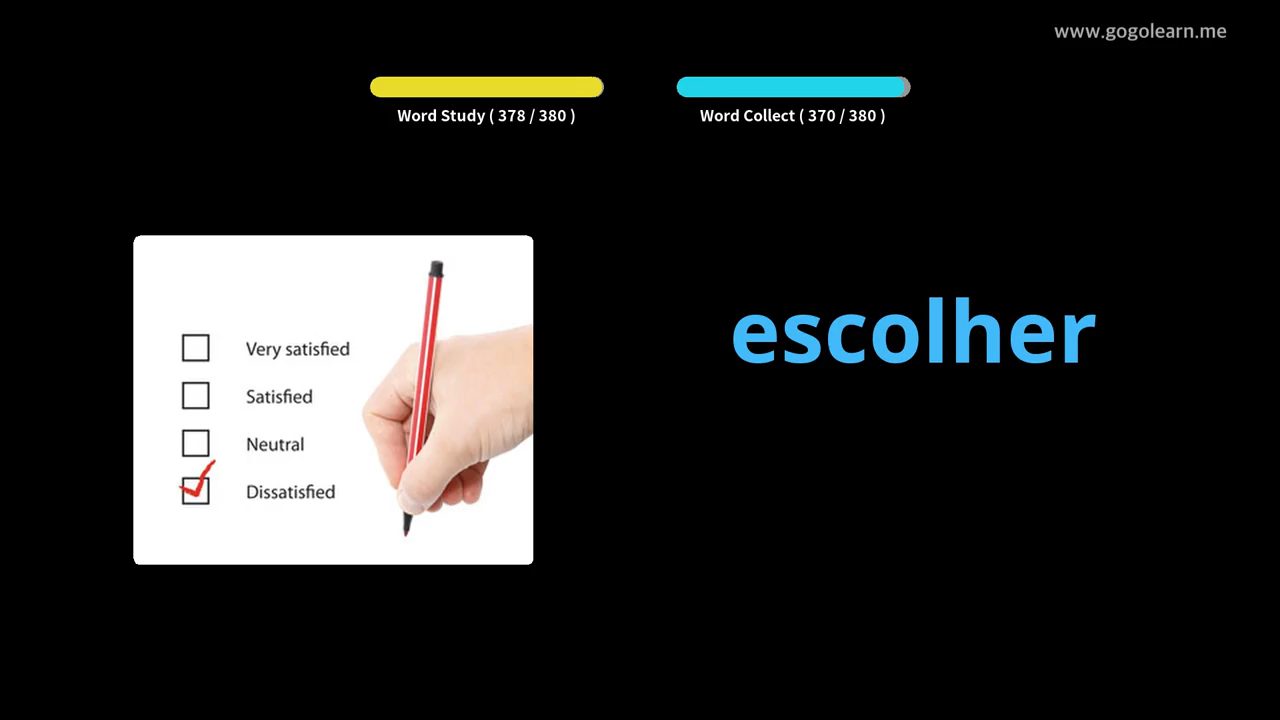 www.gogolearn.me
Word Study ( 378 / 380 )
Word Collect ( 370 / 380 )
escolher
Very satisfied
Satisfied
Neutral
Dissatisfied